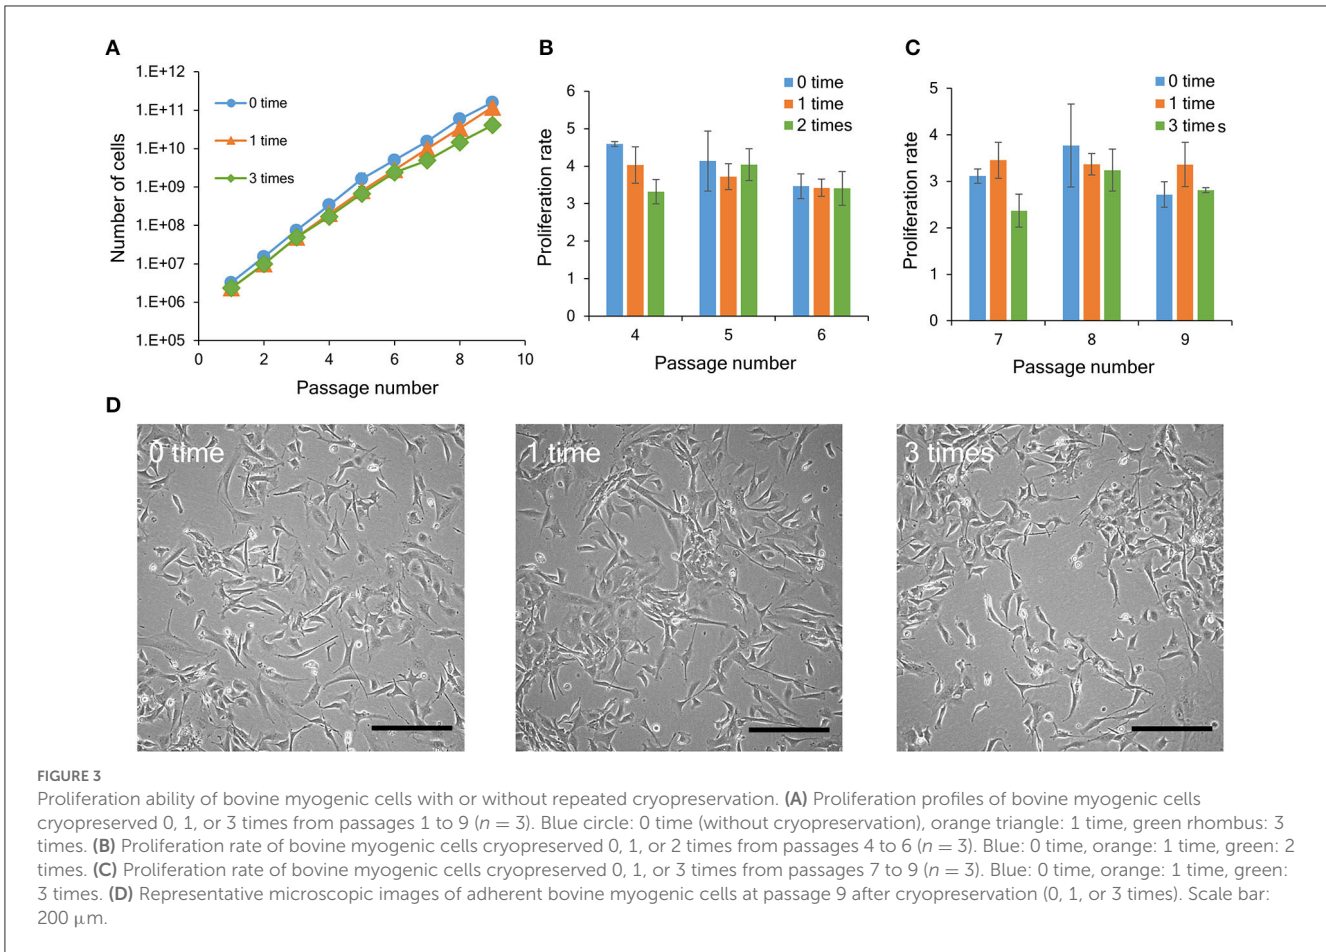 A
1.E+12
1.E+11
1.E+10
1.E+09
1.E+08
1.E+07
1.E+06
1.E+05
Number of cells
0 time
1 time
3 times
0 2 4 6 8 10
Passage number
B
0 time
1 time
2 times
6
5
4
3
2
1
0
Proliferation rate
4 5 6
Passage number
C
0 time
1 time
3 times
5
4
3
2
1
0
Proliferation rate
7 8 9
Passage number
D
0 time
1 time
3 times
FIGURE 3
Proliferation ability of bovine myogenic cells with or without repeated cryopreservation. (A) Proliferation profiles of bovine myogenic cells
cryopreserved 0, 1, or 3 times from passages 1 to 9 (n = 3). Blue circle: 0 time (without cryopreservation), orange triangle: 1 time, green rhombus: 3
times. (B) Proliferation rate of bovine myogenic cells cryopreserved 0, 1, or 2 times from passages 4 to 6 (n = 3). Blue: 0 time, orange: 1 time, green: 2
times. (C) Proliferation rate of bovine myogenic cells cryopreserved 0, 1, or 3 times from passages 7 to 9 (n = 3). Blue: 0 time, orange: 1 time, green:
3 times. (D) Representative microscopic images of adherent bovine myogenic cells at passage 9 after cryopreservation (0, 1, or 3 times). Scale bar:
200 μm.